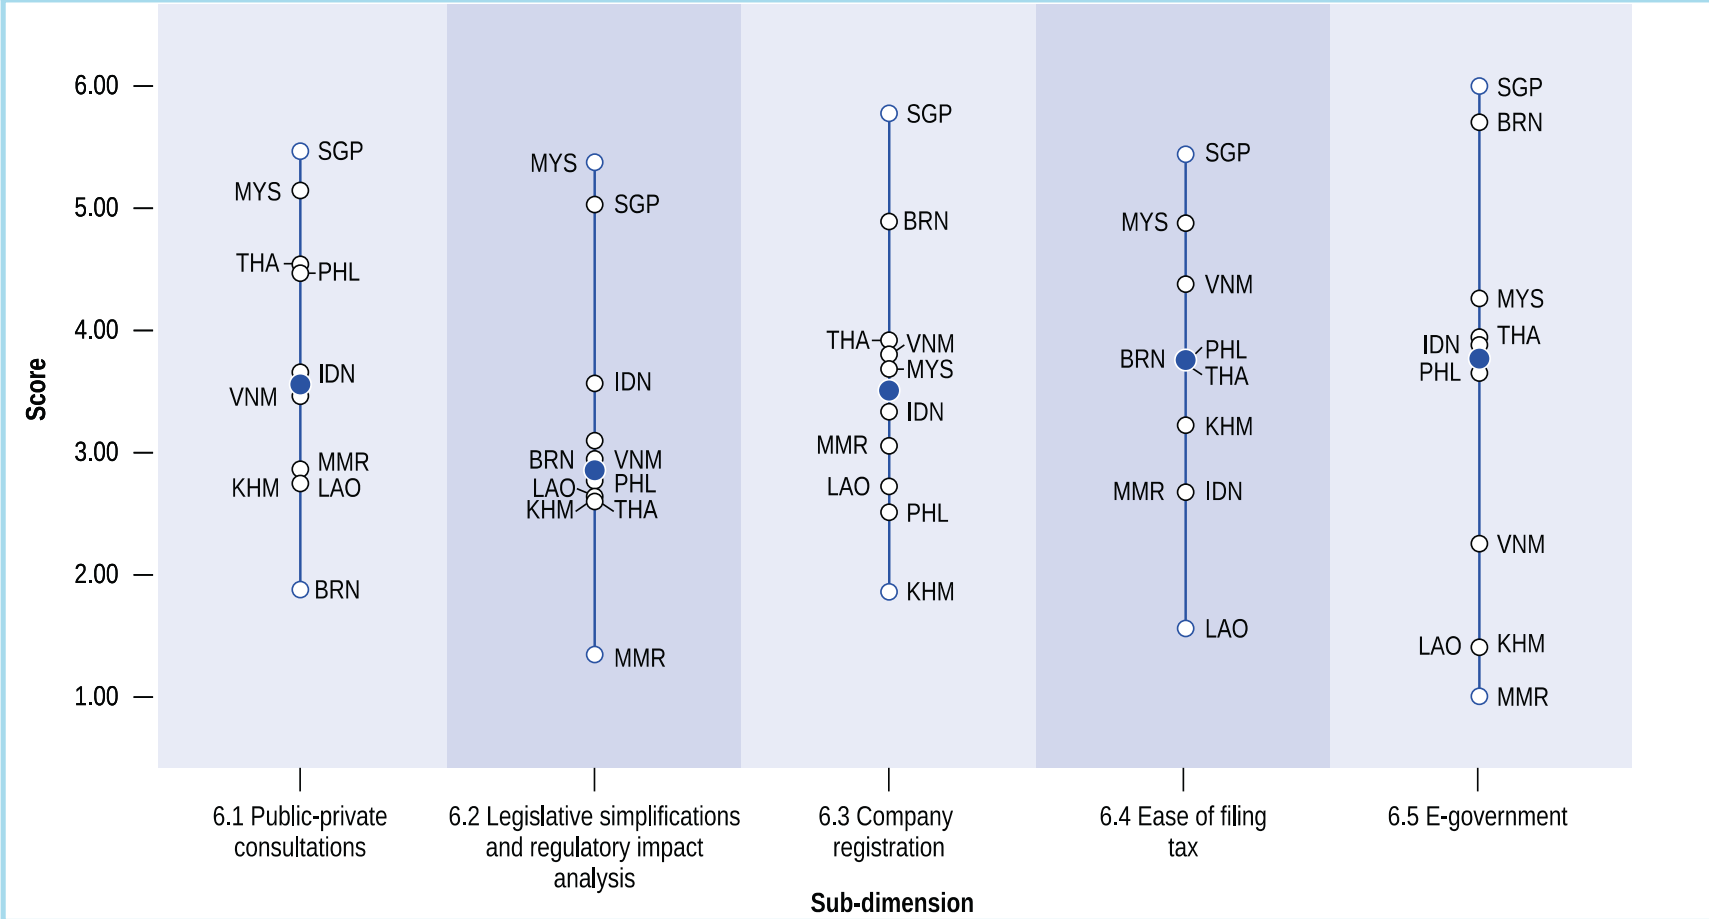 6.00
5.00
4.00
3.00
2.00
1.00
Score
SGP
MYS
THA
PHL
IDN
VNM
MMR
KHM
LAO
BRN
MYS
SGP
IDN
BRN
VNM
PHL
LAO
KHM
THA
MMR
SGP
BRN
THA
VNM
MYS
IDN
MMR
LAO
PHL
KHM
SGP
MYS
VNM
BRN
PHL
THA
KHM
MMR
IDN
LAO
SGP
BRN
MYS
THA
IDN
PHL
VNM
LAO
KHM
MMR
6.1 Public-private
consultations
6.2 Legislative simplifications
and regulatory impact
analysis
6.3 Company
registration
6.4 Ease of filing
tax
6.5 E-government
Sub-dimension